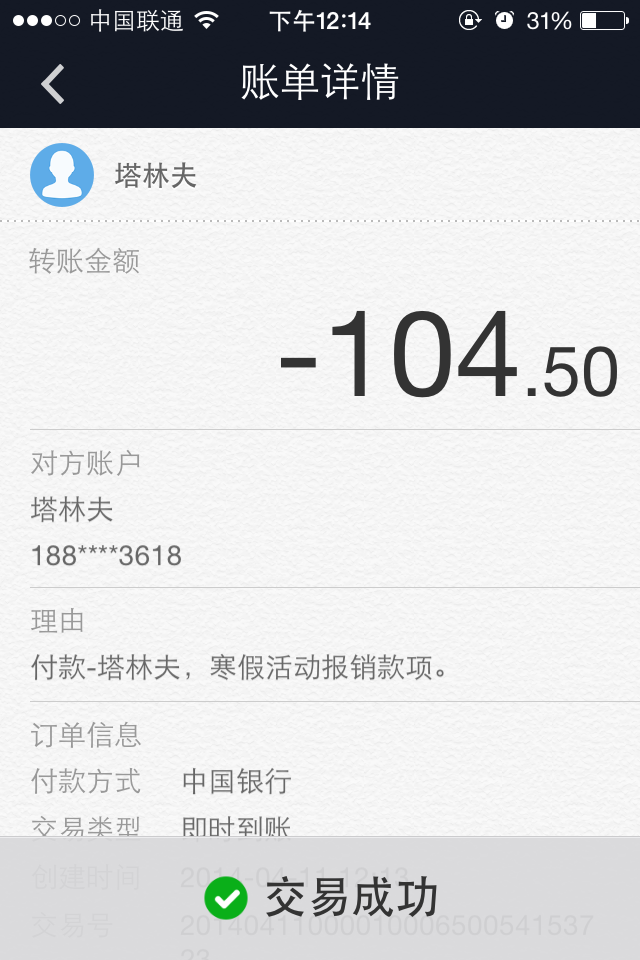 中国联通 下午12:14 31%
账单详情
塔林夫
转账金额
-104.50
对方账户
塔林夫
188****3618
理由
付款-塔林夫，寒假活动报销款项。
订单信息
付款方式 中国银行
交易类型 即时到账
创建时间 2014-04-11 12:13
交易成功
交易号 20140411000010006500541537
23